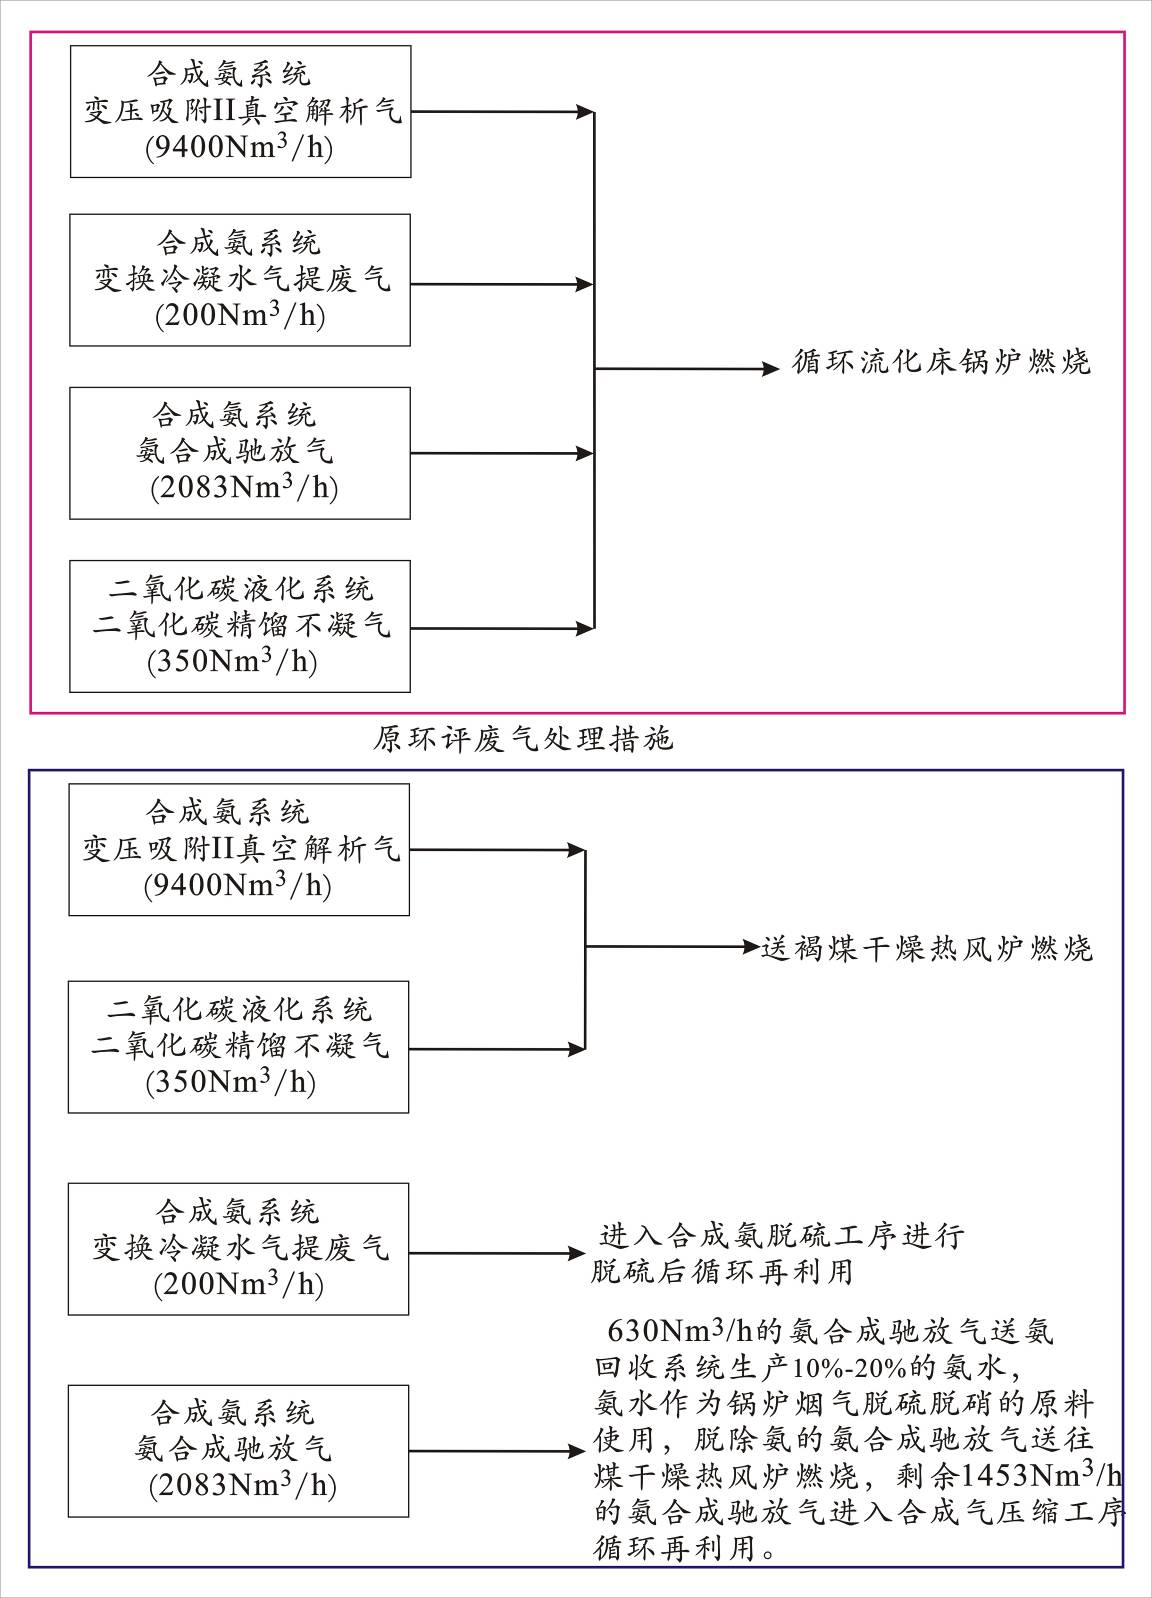 合成氨系统
变压吸附II真空解析气
(9400Nm³/h)
合成氨系统
变换冷凝水气提废气
(200Nm³/h)
合成氨系统
氨合成驰放气
(2083Nm³/h)
二氧化碳液化系统
二氧化碳精馏不凝气
(350Nm³/h)
循环流化床锅炉燃烧
原环评废气处理措施
合成氨系统
变压吸附II真空解析气
(9400Nm³/h)
二氧化碳液化系统
二氧化碳精馏不凝气
(350Nm³/h)
送褐煤干燥热风炉燃烧
合成氨系统
变换冷凝水气提废气
(200Nm³/h)
进入合成氨脱硫工序进行
脱硫后循环再利用
合成氨系统
氨合成驰放气
(2083Nm³/h)
630Nm³/h的氨合成驰放气送氨
回收系统生产10%-20%的氨水，
氨水作为锅炉烟气脱硫脱硝的原料
使用，脱除氨的氨合成驰放气送往
煤干燥热风炉燃烧，剩余1453Nm³/h
的氨合成驰放气进入合成气压缩工序
循环再利用。